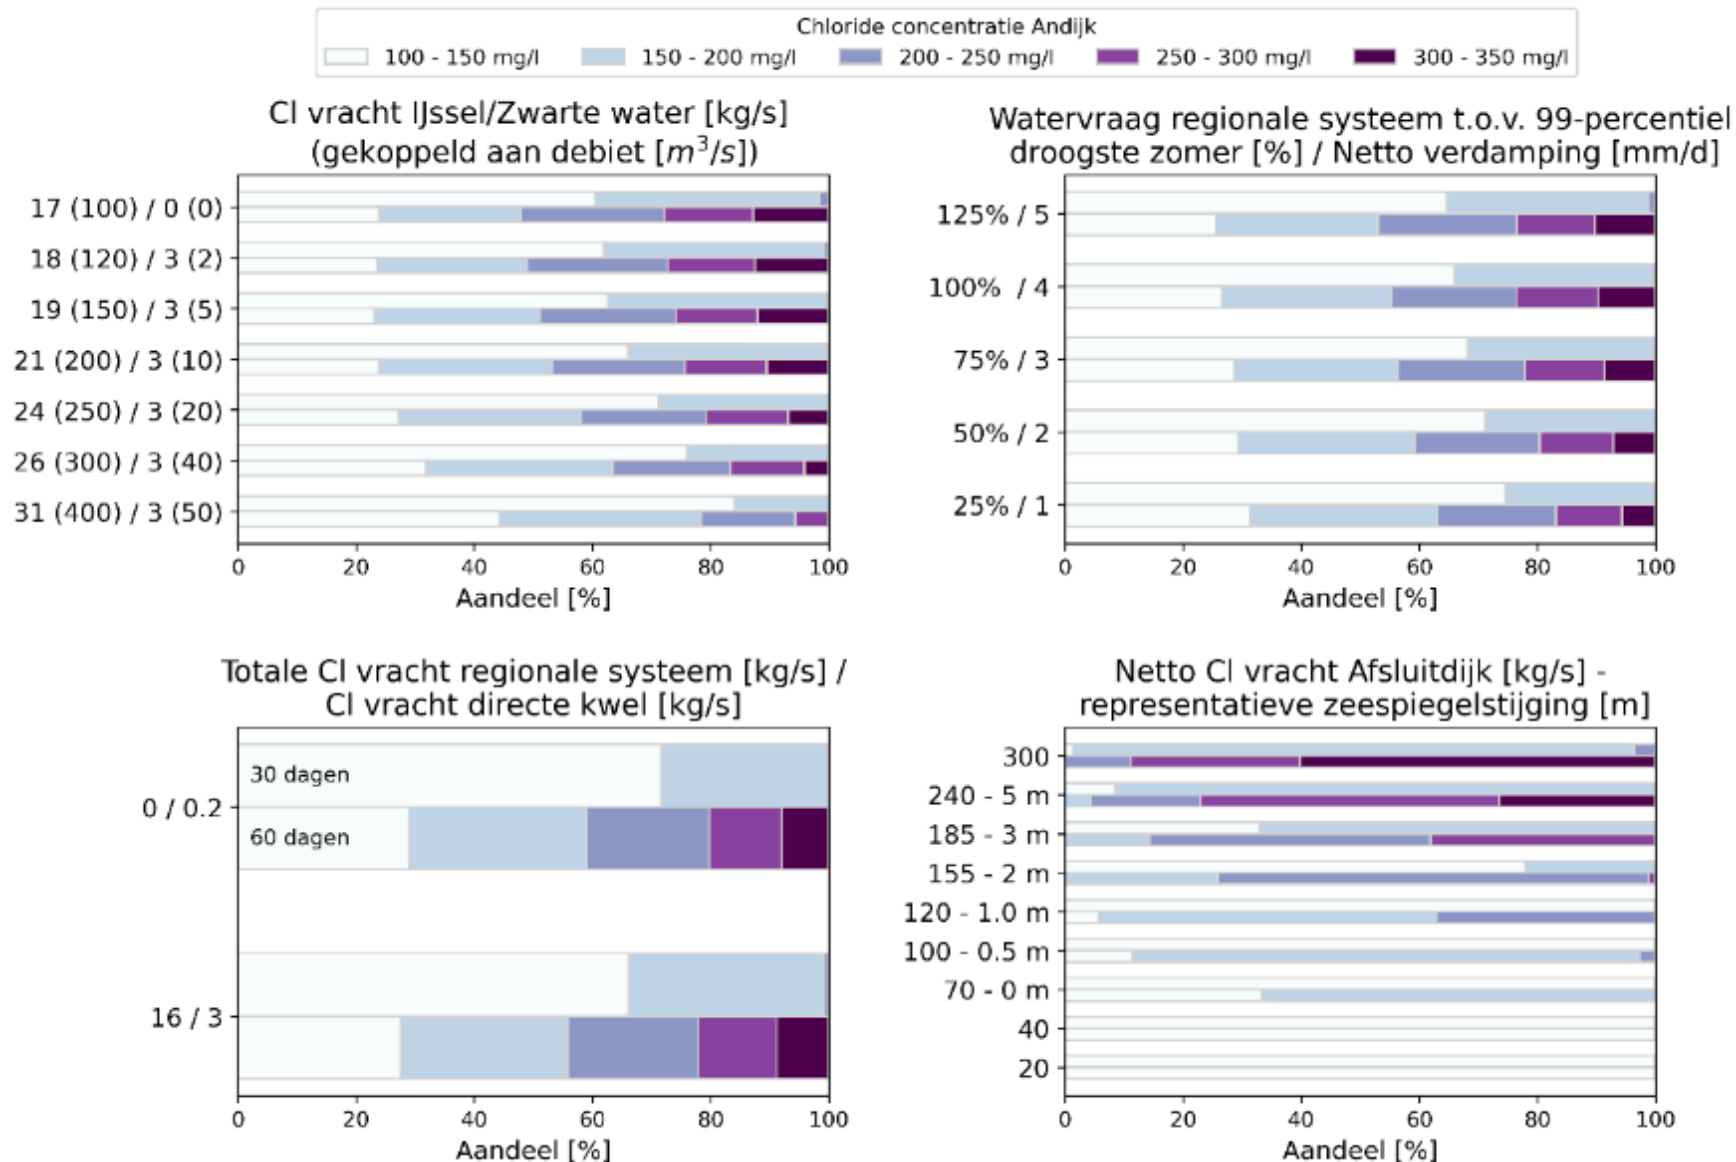 Chloride concentratie Andijk
100 - 150 mg/l 150 - 200 mg/l 200 - 250 mg/l 250 - 300 mg/l 300 - 350 mg/l
Cl vracht IJssel/Zwarte water [kg/s]
(gekoppeld aan debiet [m³/s])
17 (100) / 0 (0)
18 (120) / 3 (2)
19 (150) / 3 (5)
21 (200) / 3 (10)
24 (250) / 3 (20)
26 (300) / 3 (40)
31 (400) / 3 (50)
0 20 40 60 80 100
Aandeel [%]
Watervraag regionale systeem t.o.v. 99-percentiel
droogste zomer [%] / Netto verdamping [mm/d]
125% / 5
100% / 4
75% / 3
50% / 2
25% / 1
0 20 40 60 80 100
Aandeel [%]
Totale Cl vracht regionale systeem [kg/s] /
Cl vracht directe kwel [kg/s]
30 dagen
0 / 0.2
60 dagen
16 / 3
0 20 40 60 80 100
Aandeel [%]
Netto Cl vracht Afsluitdijk [kg/s] -
representatieve zeespiegelstijging [m]
300
240 - 5 m
185 - 3 m
155 - 2 m
120 - 1.0 m
100 - 0.5 m
70 - 0 m
40
20
0 20 40 60 80 100
Aandeel [%]